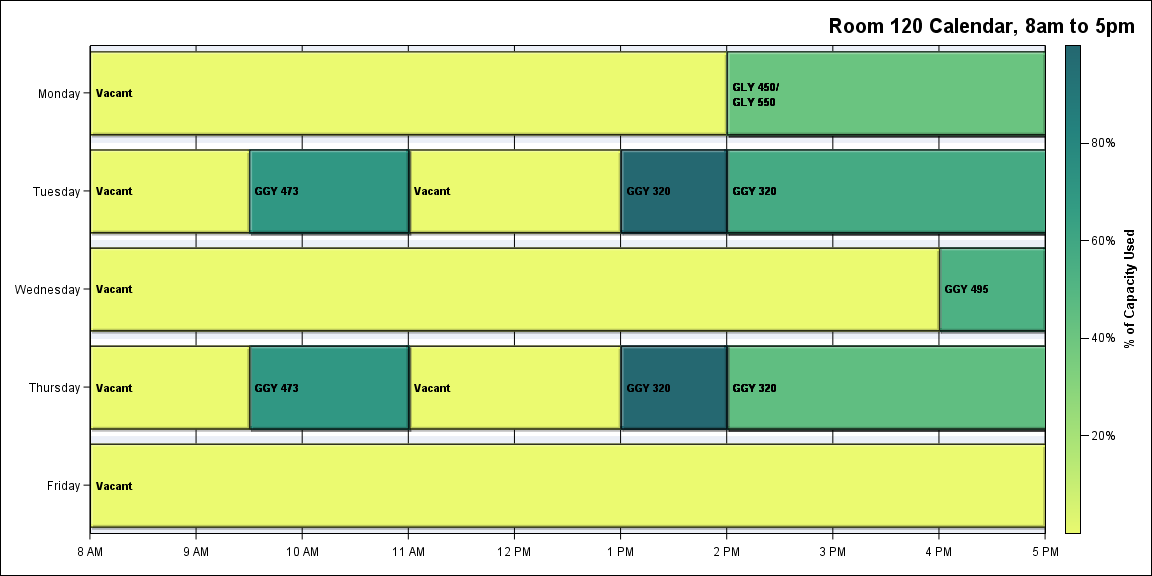 Room 120 Calendar, 8am to 5pm
Monday
Vacant
GLY 450/
GLY 550
Tuesday
Vacant
GGY 473
Vacant
GGY 320
GGY 320
Wednesday
Vacant
GGY 495
Thursday
Vacant
GGY 473
Vacant
GGY 320
GGY 320
Friday
Vacant
8 AM
9 AM
10 AM
11 AM
12 PM
1 PM
2 PM
3 PM
4 PM
5 PM
80%
60%
40%
20%
% of Capacity Used